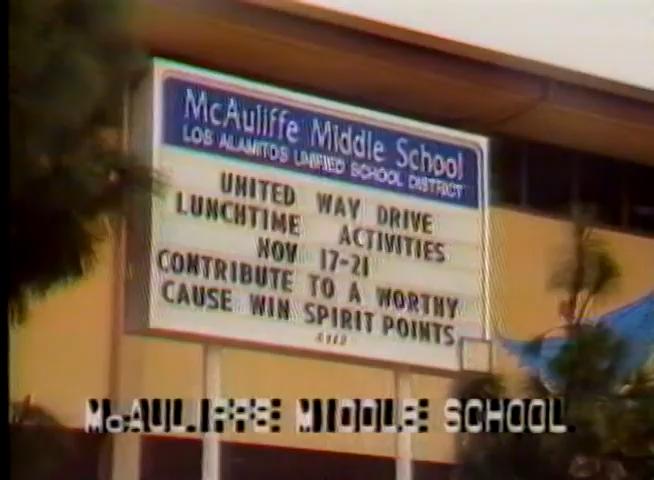 McAuliffe Middle School
LOS ALAMITOS UNIFIED SCHOOL DISTRICT
UNITED WAY DRIVE
LUNCHTIME ACTIVITIES
NOV 17-21
CONTRIBUTE TO A WORTHY
CAUSE WIN SPIRIT POINTS
McAULIFFE MIDDLE SCHOOL